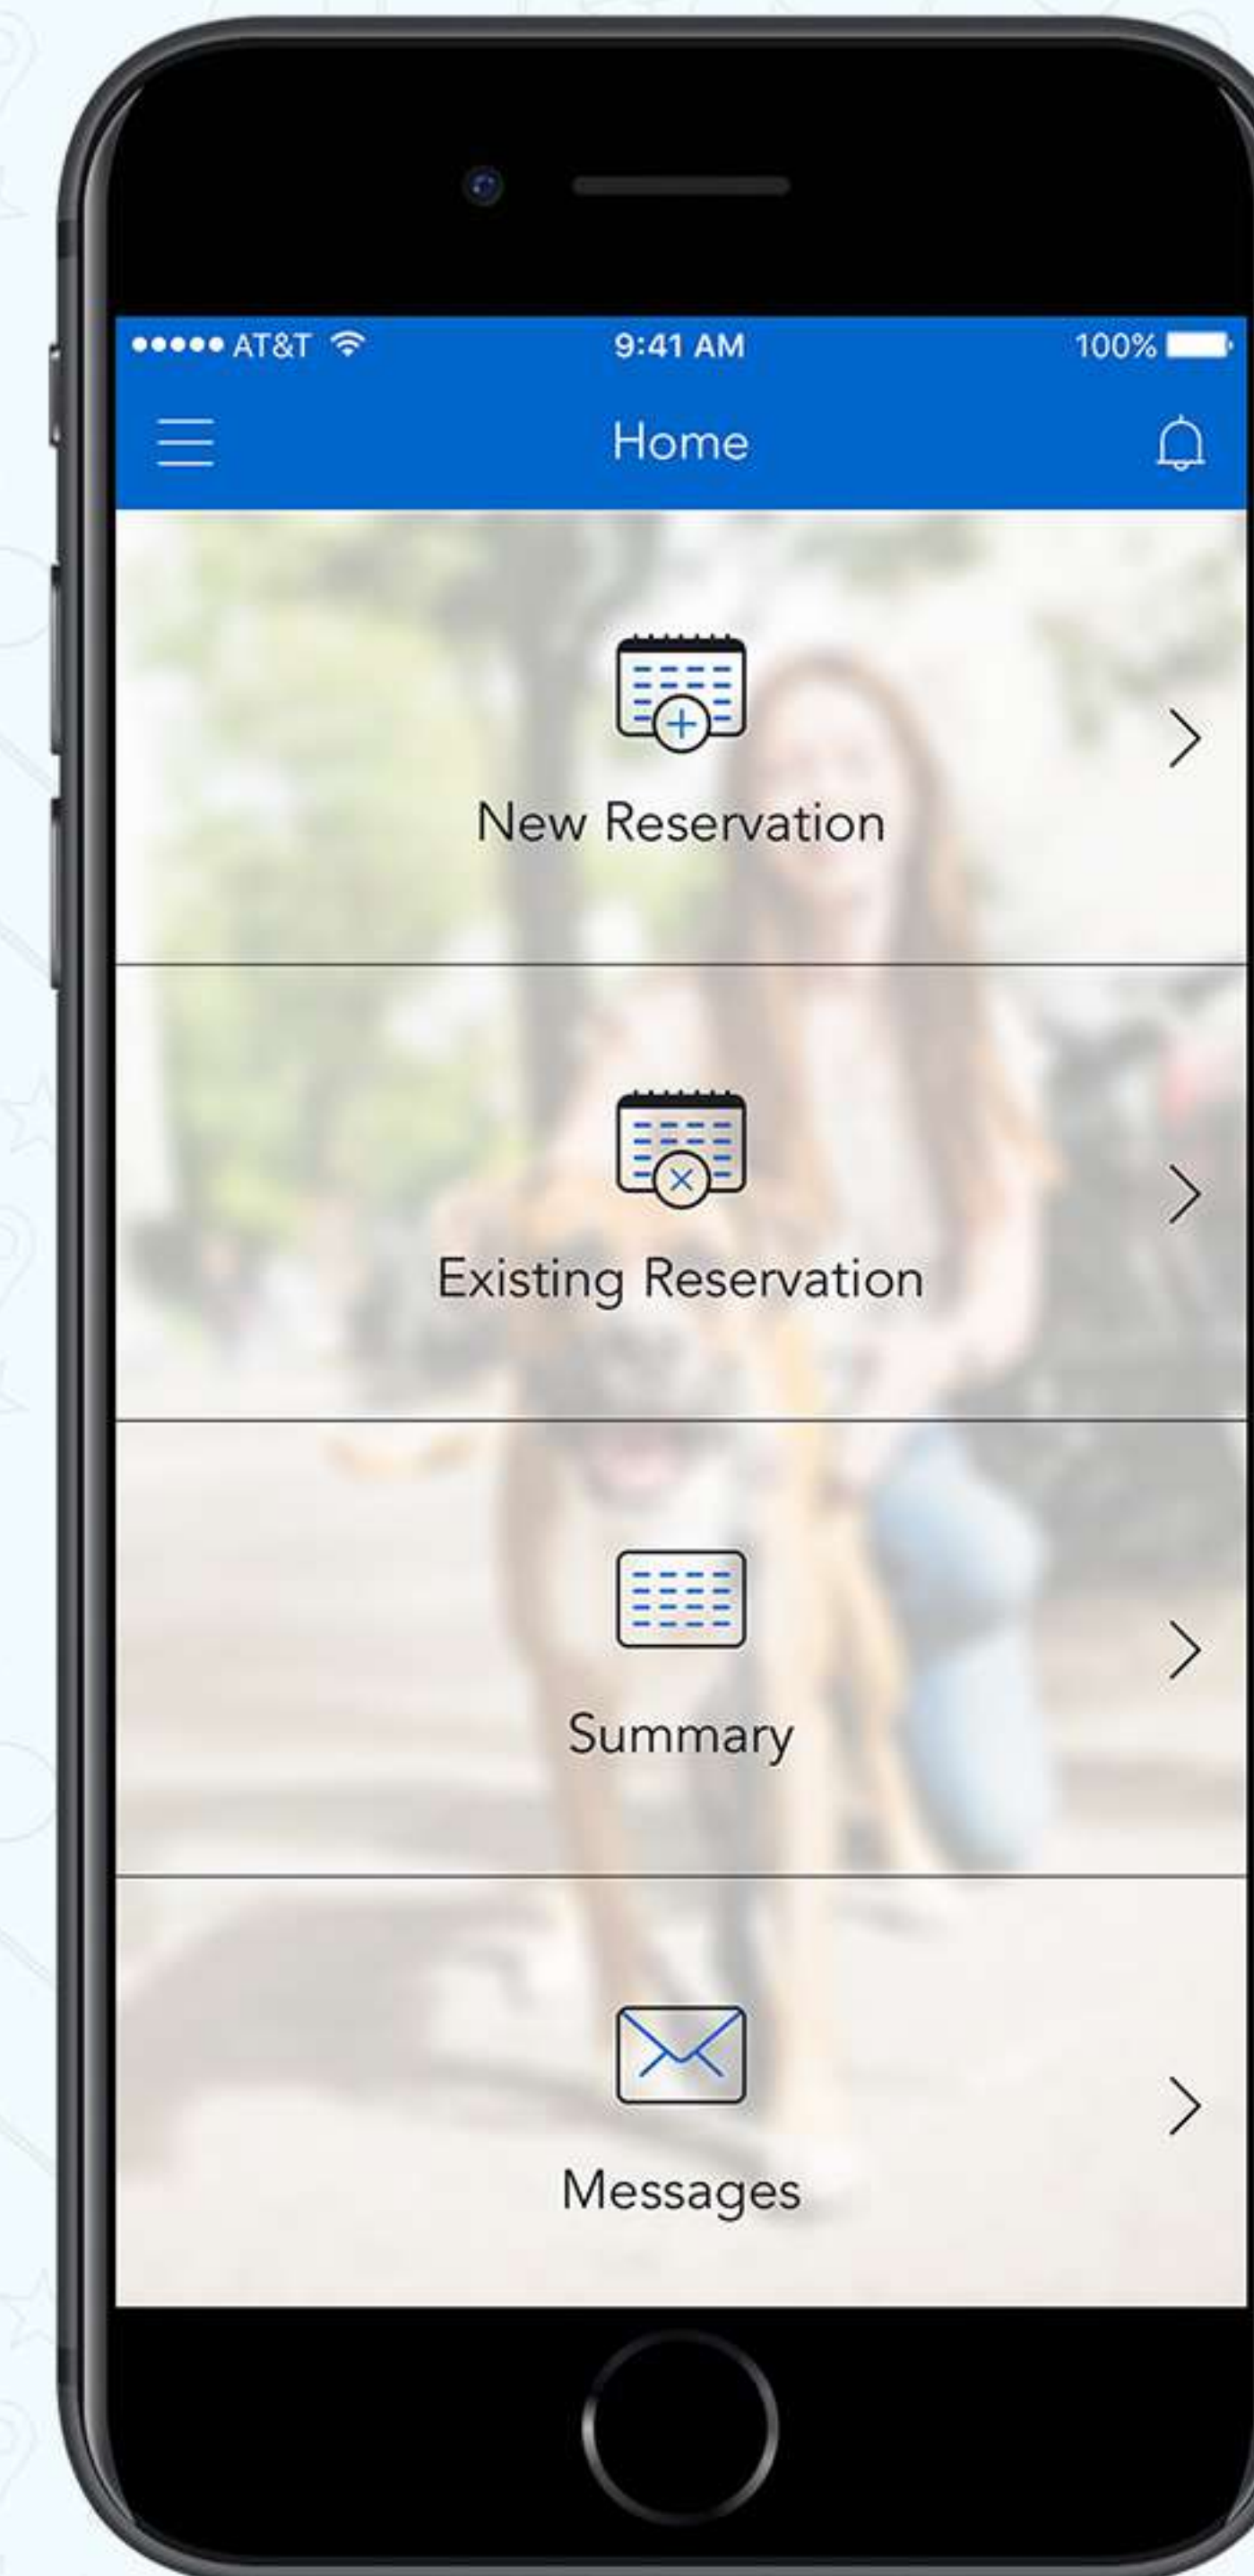 AT&T 9:41 AM 100%
Home
New Reservation
Existing Reservation
Summary
Messages